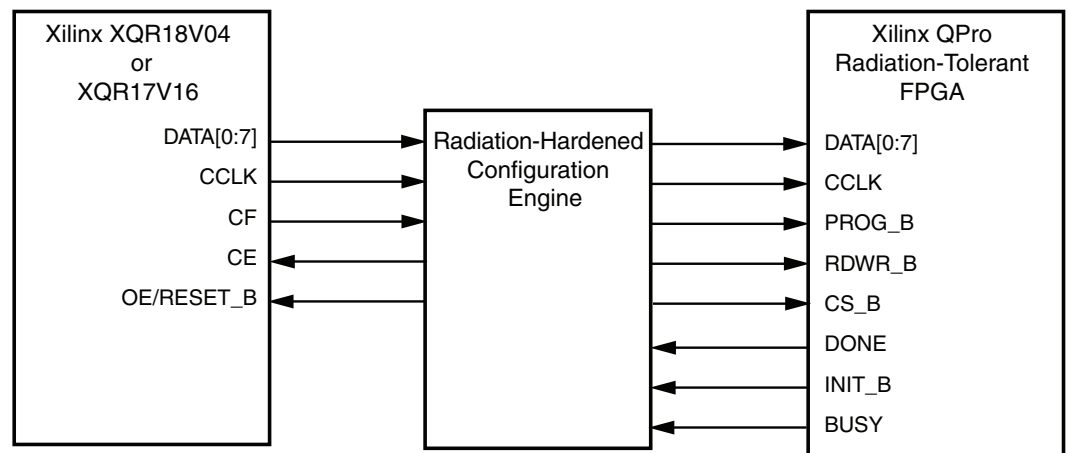 Xilinx XQR18V04
or
XQR17V16
DATA[0:7]
CCLK
CF
CE
OE/RESET_B
Radiation-Hardened
Configuration
Engine
Xilinx QPro
Radiation-Tolerant
FPGA
DATA[0:7]
CCLK
PROG_B
RDWR_B
CS_B
DONE
INIT_B
BUSY